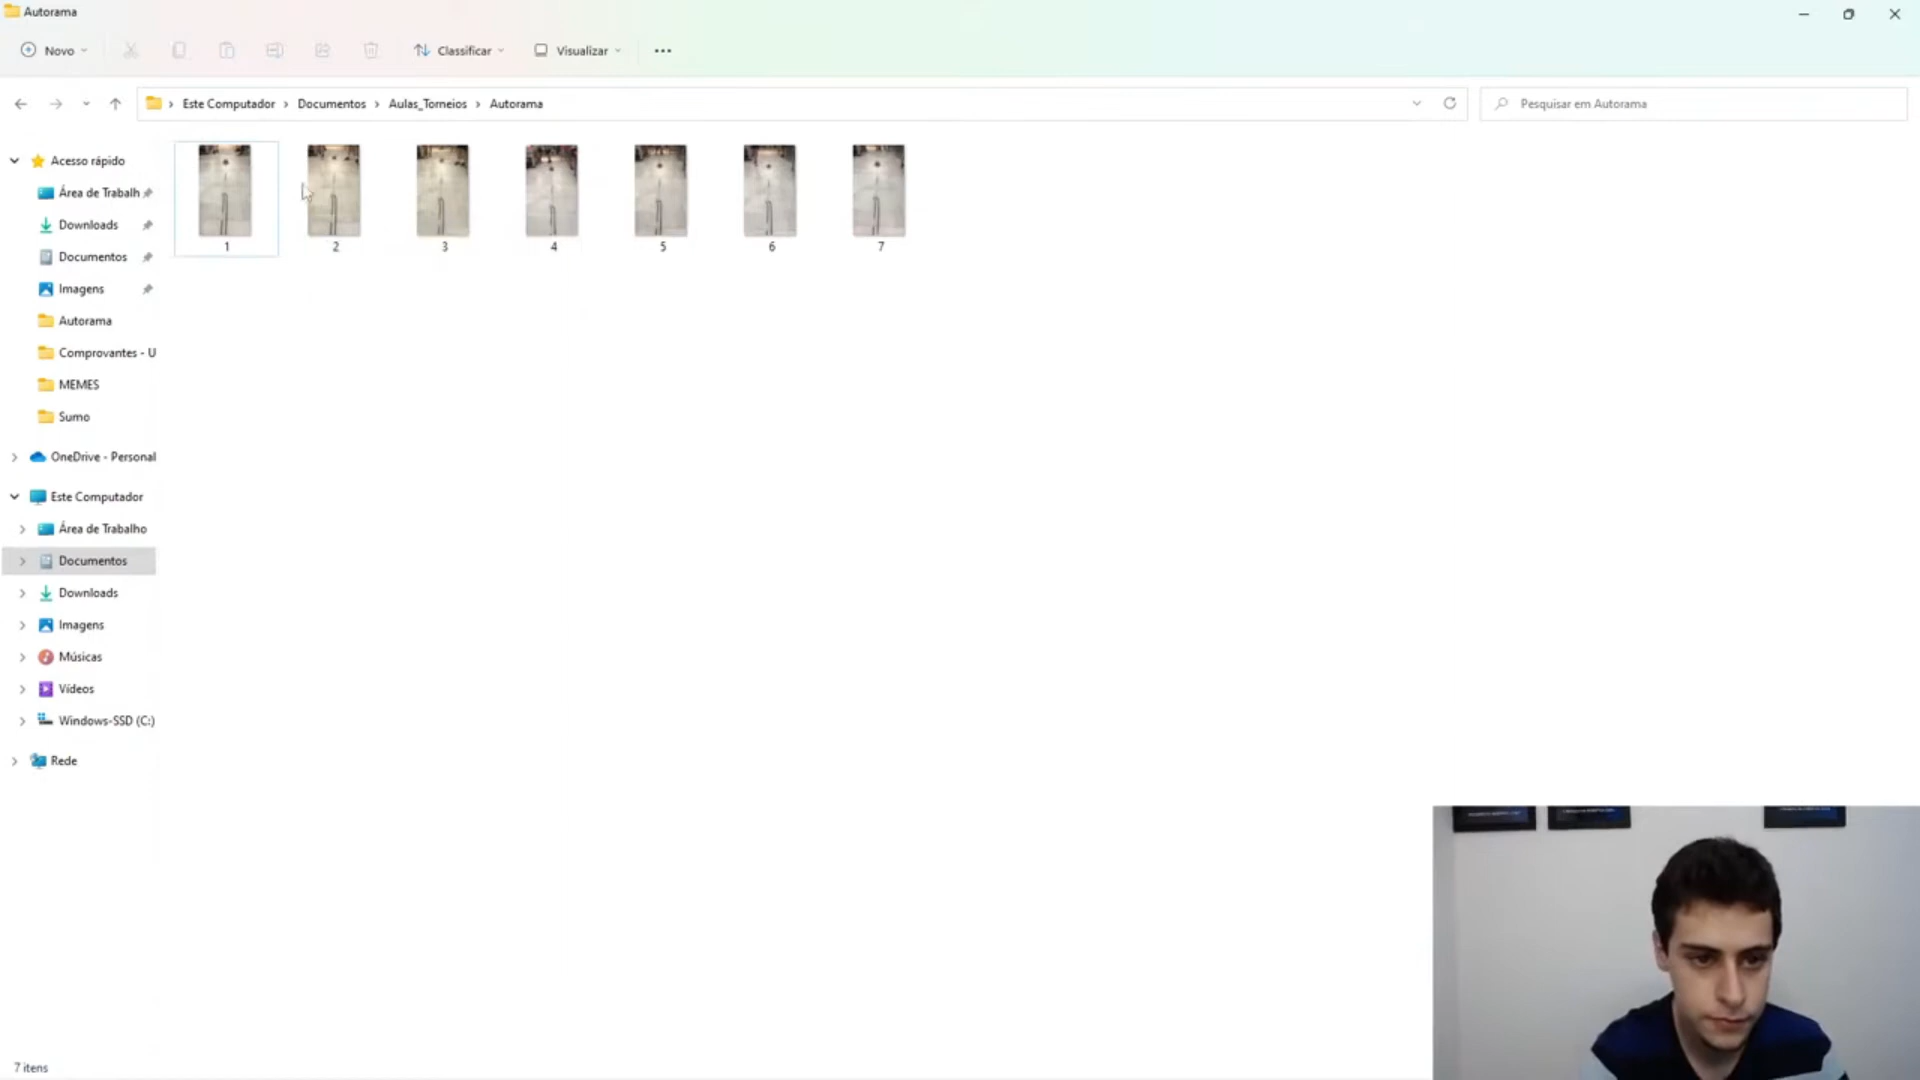 Autorama
Novo
Classificar
Visualizar
Este Computador
Documentos
Aulas_Torneios
Autorama
Pesquisar em Autorama
Acesso rápido
Área de Trabalh
Downloads
Documentos
Imagens
Autorama
Comprovantes - U
MEMES
Sumo
OneDrive - Personal
Este Computador
Área de Trabalho
Documentos
Downloads
Imagens
Músicas
Vídeos
Windows-SSD (C:)
Rede
1
2
3
4
5
6
7
7 itens